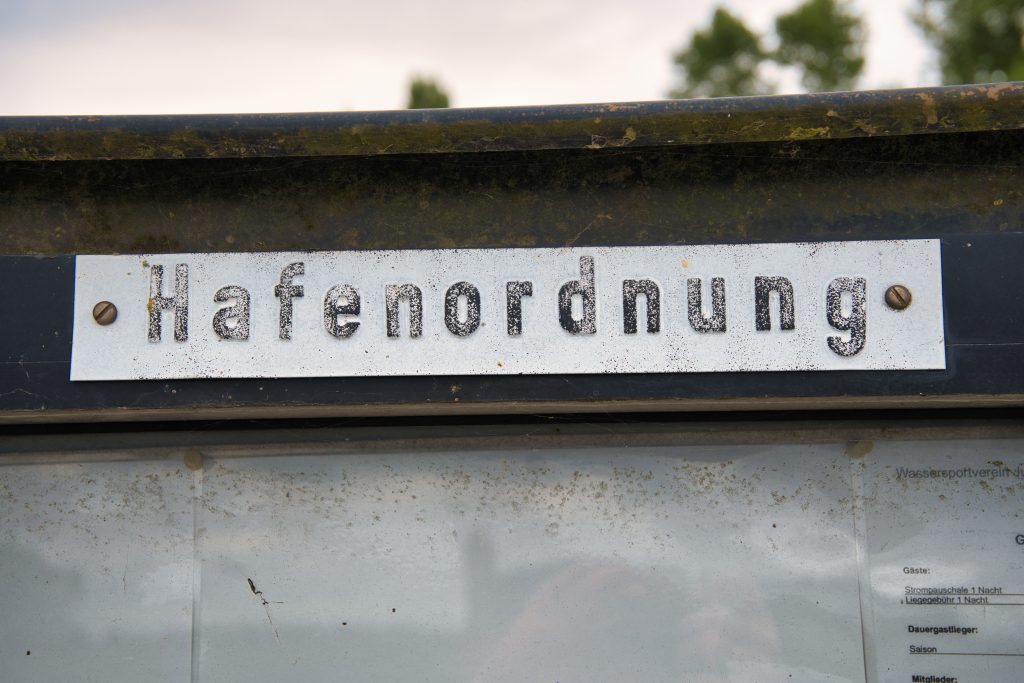 Hafenordnung
Wassersportverein
G
Gäste:
Strompauschale 1 Nacht
Liegegebühr 1 Nacht
Dauergastlieger:
Saison
Mitglieder: